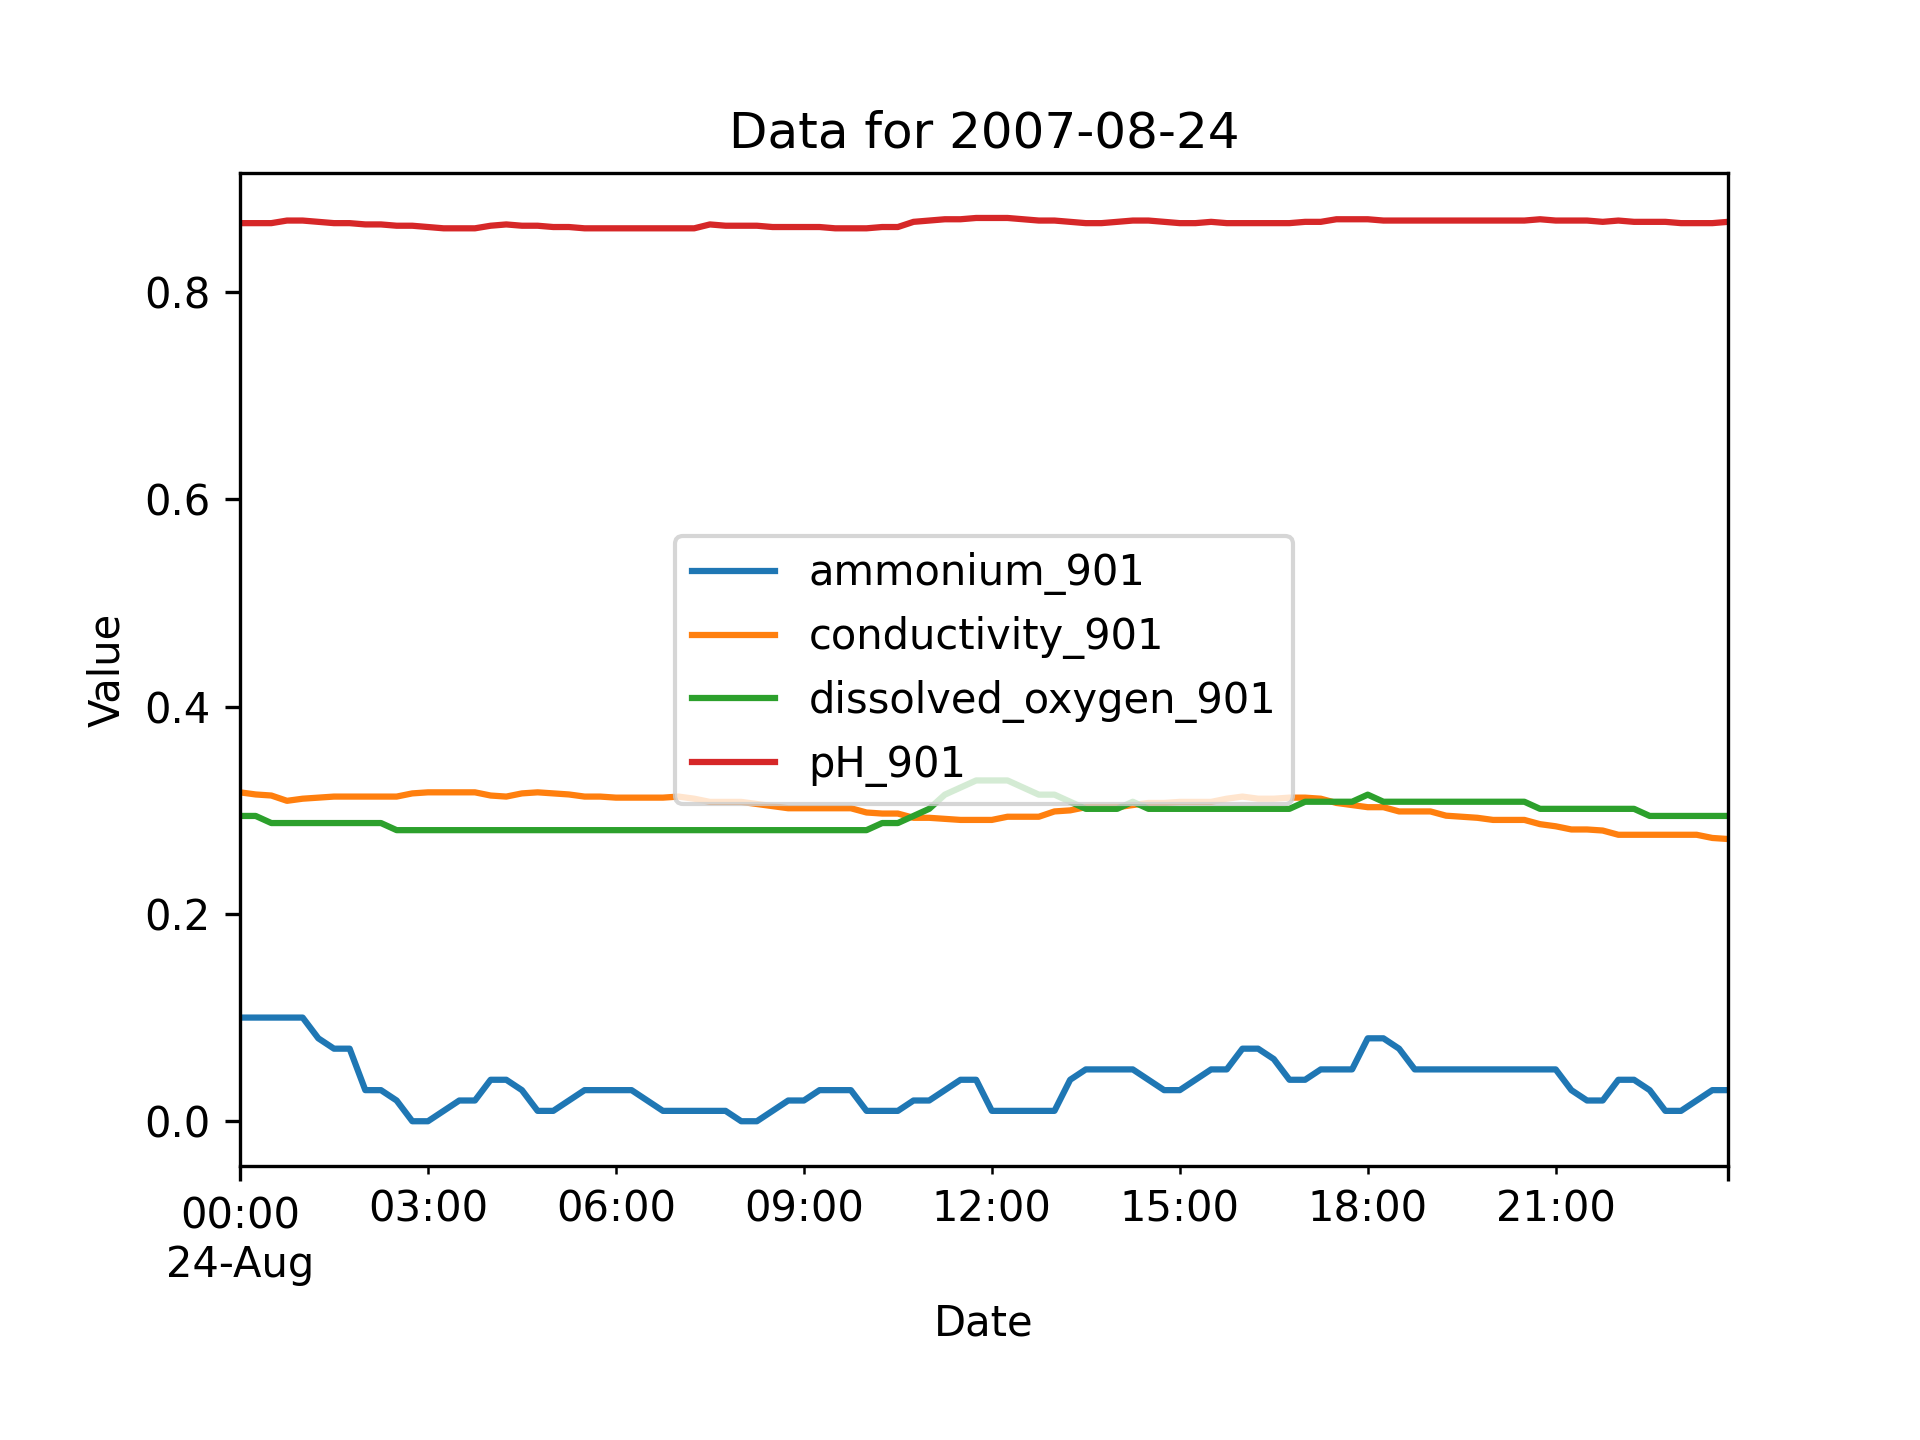 Data for 2007-08-24
0.8
0.6
0.4
0.2
0.0
Value
ammonium_901
conductivity_901
dissolved_oxygen_901
pH_901
00:00 03:00 06:00 09:00 12:00 15:00 18:00 21:00
24-Aug
Date